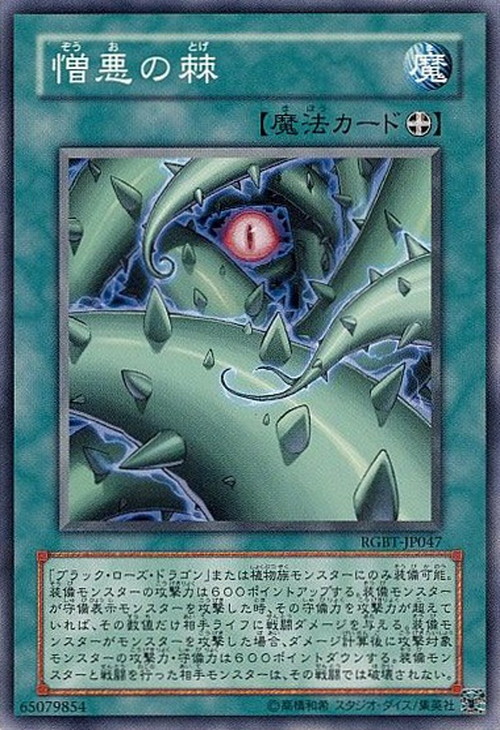 憎悪の棘
魔
【魔法カード】
RGBT-JP047
「ブラック・ローズ・ドラゴン」または植物族モンスターにのみ装備可能。
装備モンスターの攻撃力は600ポイントアップする。装備モンスター
が守備表示モンスターを攻撃した時、その守備力を攻撃力が超えて
いれば、その数値だけ相手ライフに戦闘ダメージを与える。装備モン
スターがモンスターを攻撃した場合、ダメージ計算後に攻撃対象
モンスターの攻撃力・守備力は600ポイントダウンする。装備モン
スターと戦闘を行った相手モンスターは、その戦闘では破壊されない。
65079854
©高橋和希 スタジオ・ダイス/集英社